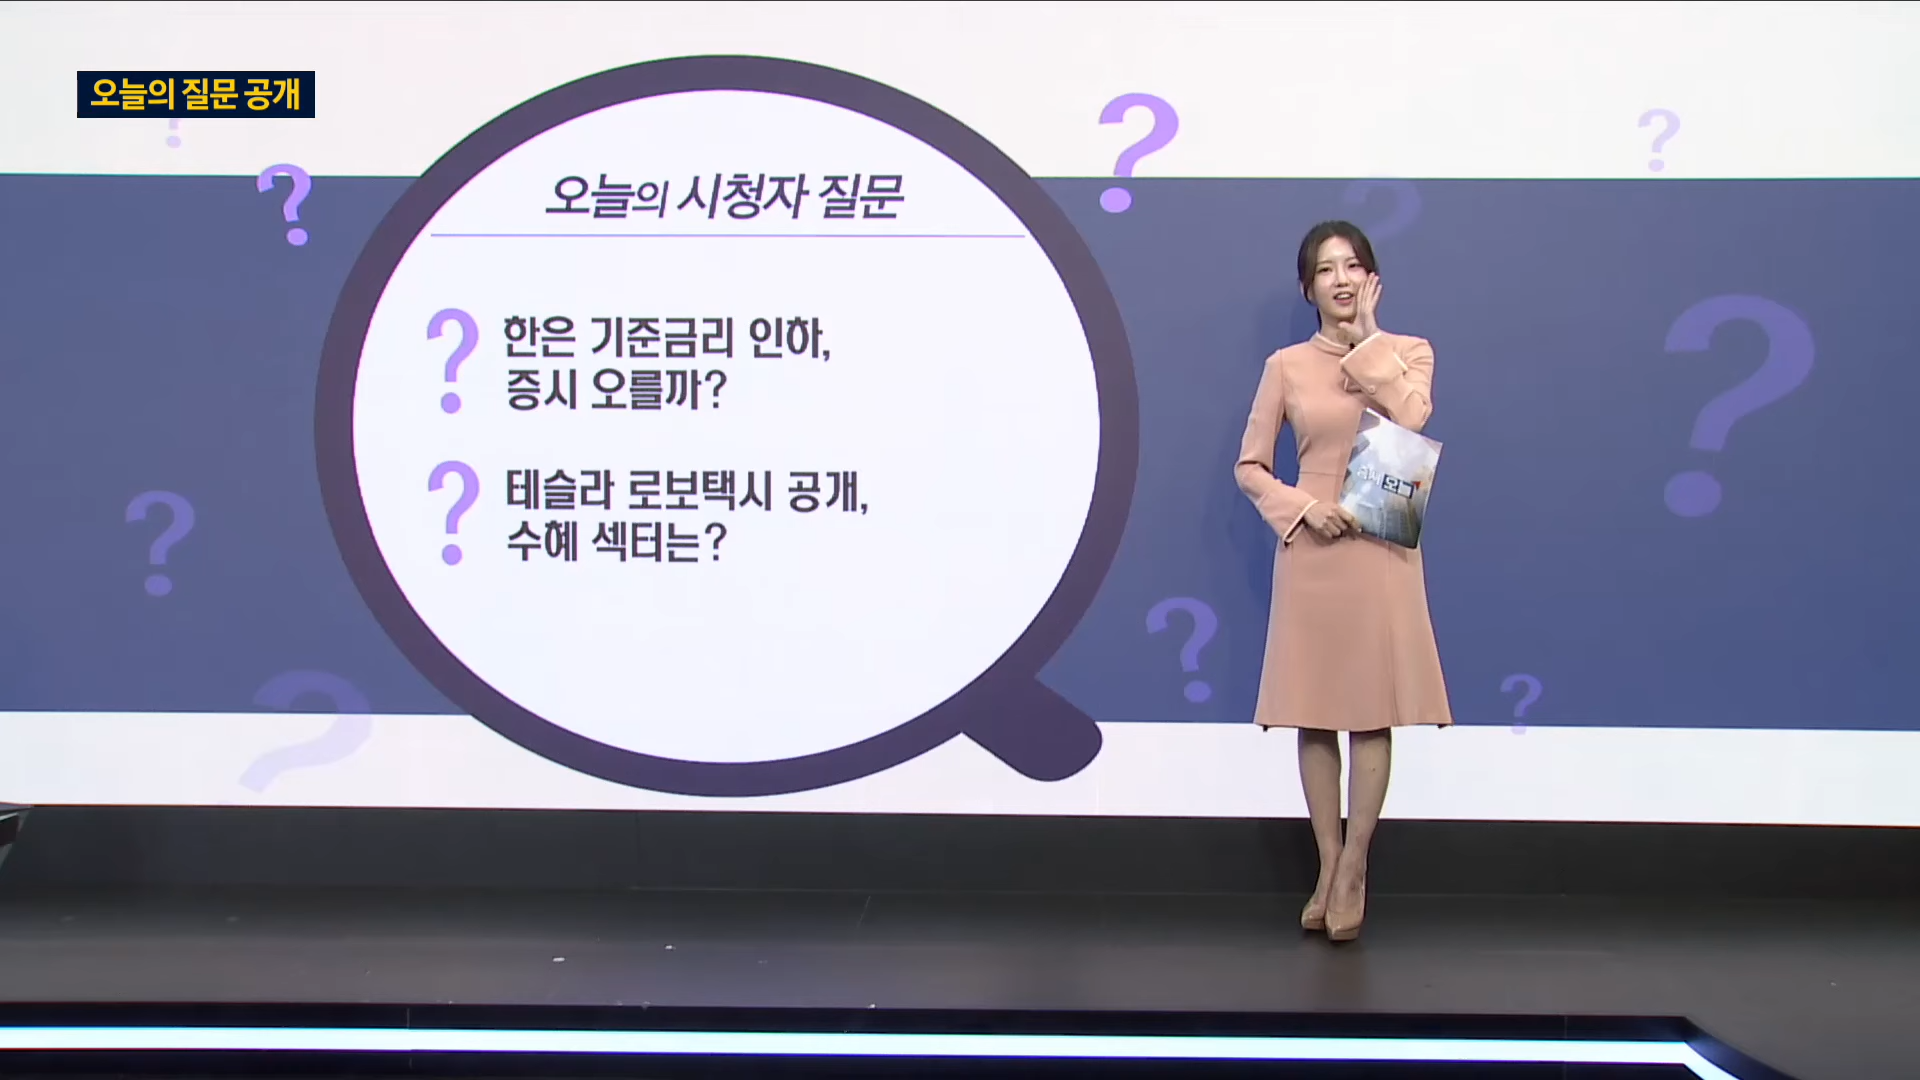 오늘의 질문 공개
오늘의 시청자 질문
? 한은 기준금리 인하,
증시 오를까?
? 테슬라 로보택시 공개,
수혜 섹터는?